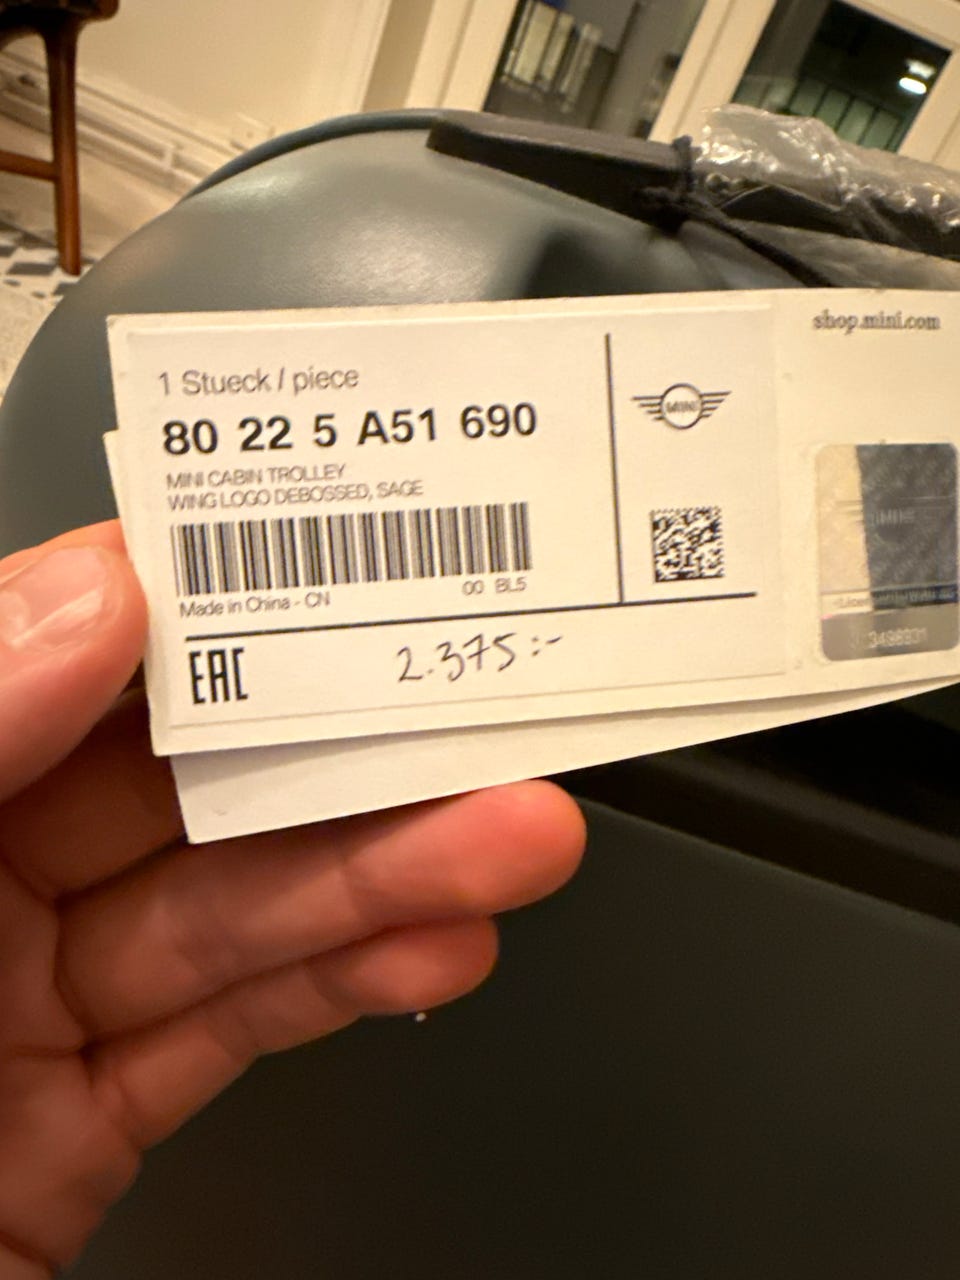 shop.mini.com
1 Stueck / piece
80 22 5 A51 690
MINI CABIN TROLLEY
WING LOGO DEBOSSED, SAGE
Made in China - CN
00 BL5
MINI
EAC
2.375:-